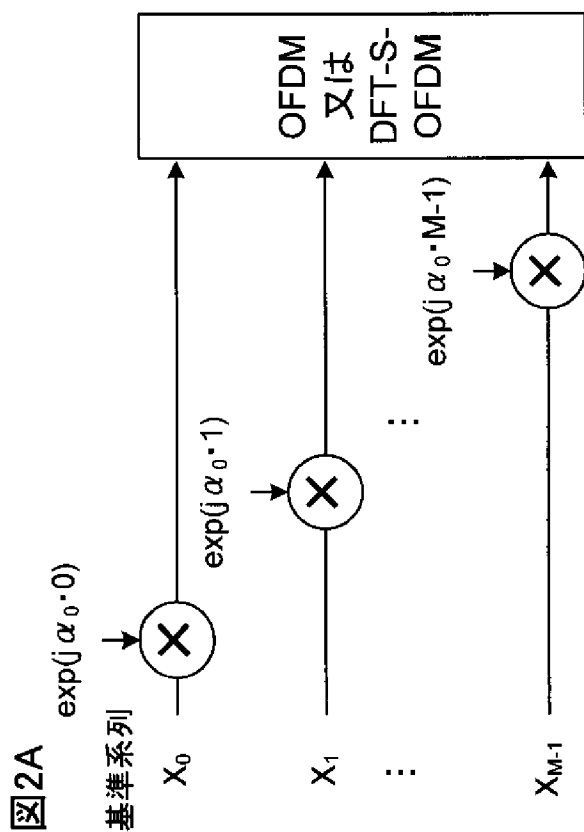 図2A
基準系列
X₀
X₁
⋮
X_{M-1}
exp(jα₀・0)
exp(jα₀・1)
⋮
exp(jα₀・M-1)
OFDM
又は
DFT-S-
OFDM